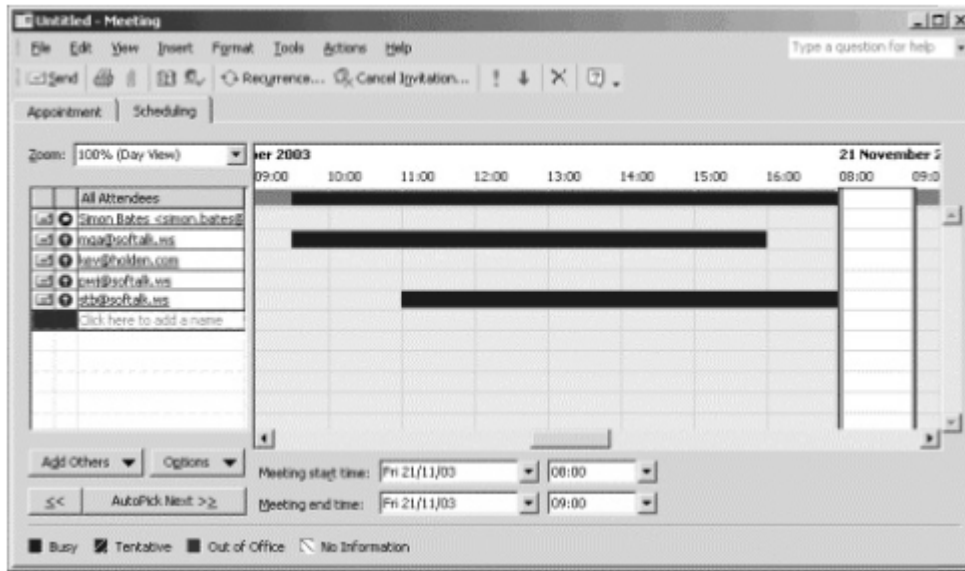 Untitled - Meeting
File Edit View Insert Format Tools Actions Help
Type a question for help
Send Recurrence... Cancel Invitation...
Appointment Scheduling
Zoom: 100% (Day View)
ber 2003 21 November 2
09:00 10:00 11:00 12:00 13:00 14:00 15:00 16:00 08:00 09:0
All Attendees
Simon Bates <simon.bates@
mga@softalk.ws
kev@holden.com
pwt@softalk.ws
stb@softalk.ws
Click here to add a name
Add Others Options
Meeting start time: Fri 21/11/03 08:00
<< AutoPick Next >>
Meeting end time: Fri 21/11/03 09:00
Busy Tentative Out of Office No Information